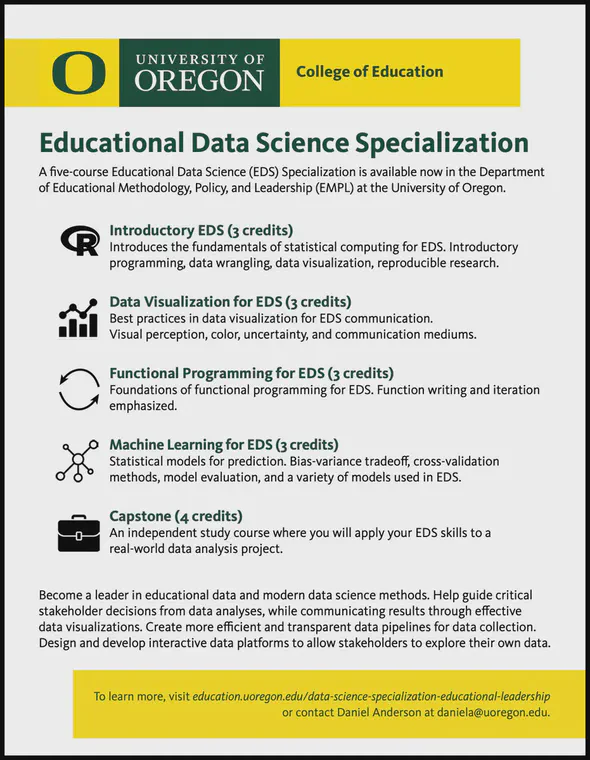 O
UNIVERSITY OF
OREGON
College of Education
Educational Data Science Specialization
A five-course Educational Data Science (EDS) Specialization is available now in the Department
of Educational Methodology, Policy, and Leadership (EMPL) at the University of Oregon.
R
Introductory EDS (3 credits)
Introduces the fundamentals of statistical computing for EDS. Introductory
programming, data wrangling, data visualization, reproducible research.
Data Visualization for EDS (3 credits)
Best practices in data visualization for EDS communication.
Visual perception, color, uncertainty, and communication mediums.
Functional Programming for EDS (3 credits)
Foundations of functional programming for EDS. Function writing and iteration
emphasized.
Machine Learning for EDS (3 credits)
Statistical models for prediction. Bias-variance tradeoff, cross-validation
methods, model evaluation, and a variety of models used in EDS.
Capstone (4 credits)
An independent study course where you will apply your EDS skills to a
real-world data analysis project.
Become a leader in educational data and modern data science methods. Help guide critical
stakeholder decisions from data analyses, while communicating results through effective
data visualizations. Create more efficient and transparent data pipelines for data collection.
Design and develop interactive data platforms to allow stakeholders to explore their own data.
To learn more, visit education.uoregon.edu/data-science-specialization-educational-leadership
or contact Daniel Anderson at daniela@uoregon.edu.